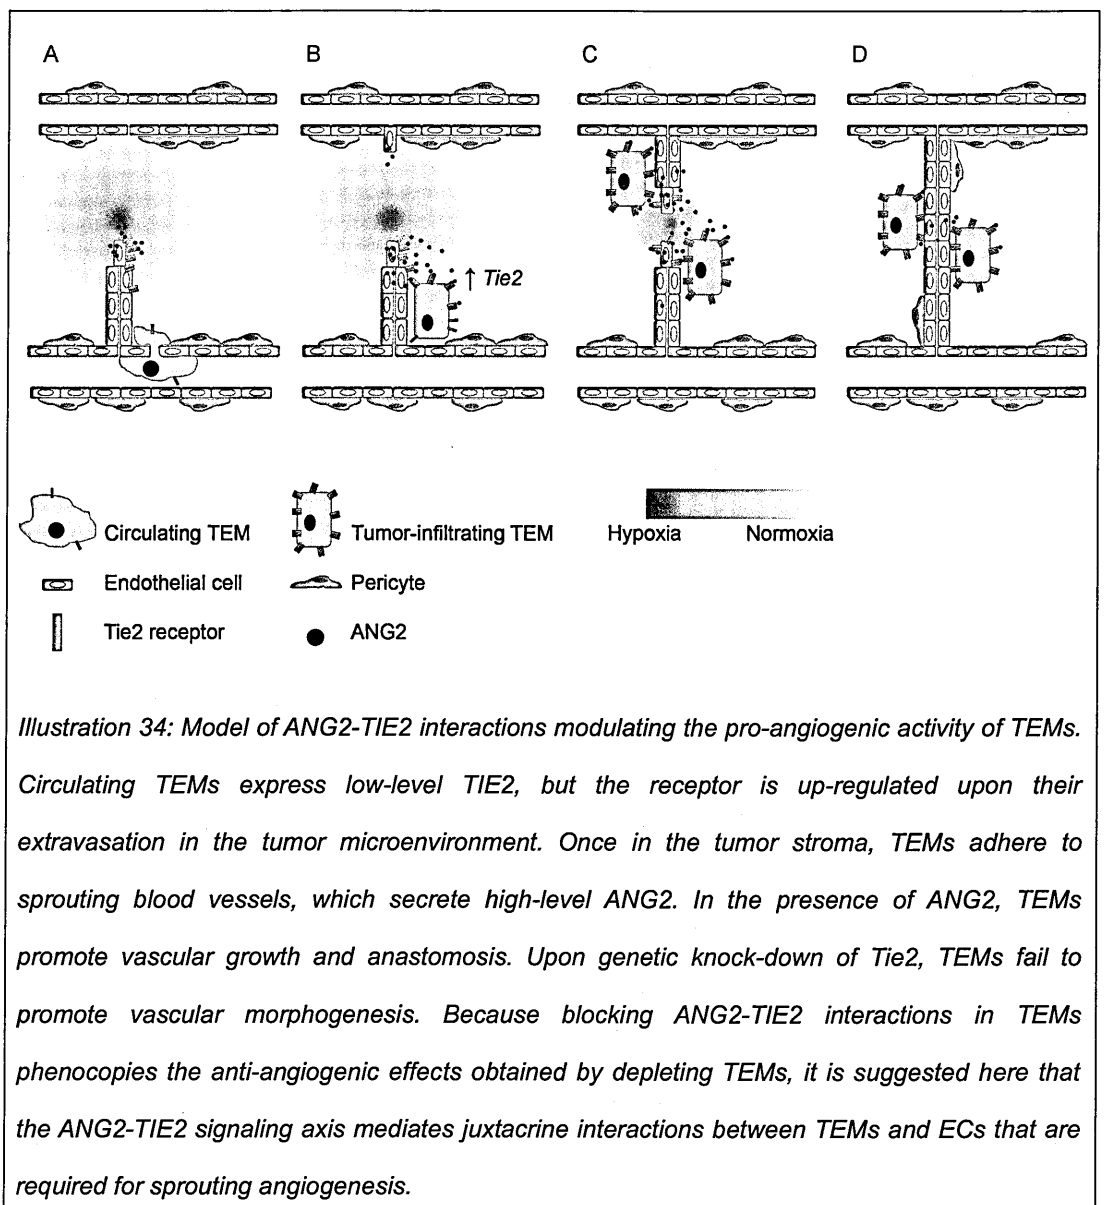 A B C D
↑ Tie2
Circulating TEM Tumor-infiltrating TEM Hypoxia Normoxia
Endothelial cell Pericyte
Tie2 receptor ANG2
Illustration 34: Model of ANG2-TIE2 interactions modulating the pro-angiogenic activity of TEMs.
Circulating TEMs express low-level TIE2, but the receptor is up-regulated upon their
extravasation in the tumor microenvironment. Once in the tumor stroma, TEMs adhere to
sprouting blood vessels, which secrete high-level ANG2. In the presence of ANG2, TEMs
promote vascular growth and anastomosis. Upon genetic knock-down of Tie2, TEMs fail to
promote vascular morphogenesis. Because blocking ANG2-TIE2 interactions in TEMs
phenocopies the anti-angiogenic effects obtained by depleting TEMs, it is suggested here that
the ANG2-TIE2 signaling axis mediates juxtacrine interactions between TEMs and ECs that are
required for sprouting angiogenesis.